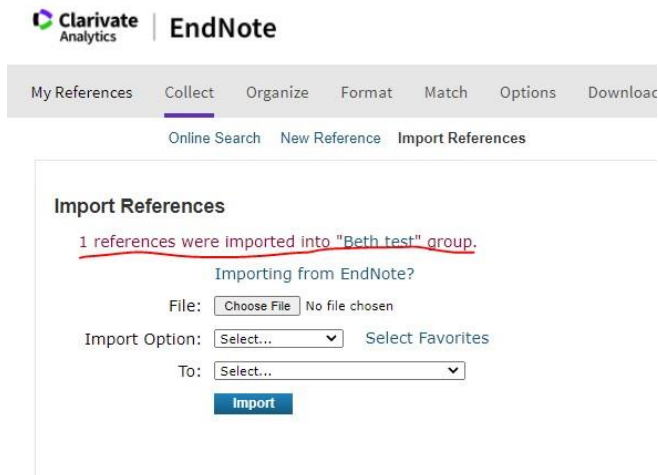 Clarivate
Analytics
EndNote
My References Collect Organize Format Match Options Download
Online Search New Reference Import References
Import References
1 references were imported into "Beth test" group.
Importing from EndNote?
File: Choose File No file chosen
Import Option: Select... Select Favorites
To: Select...
Import